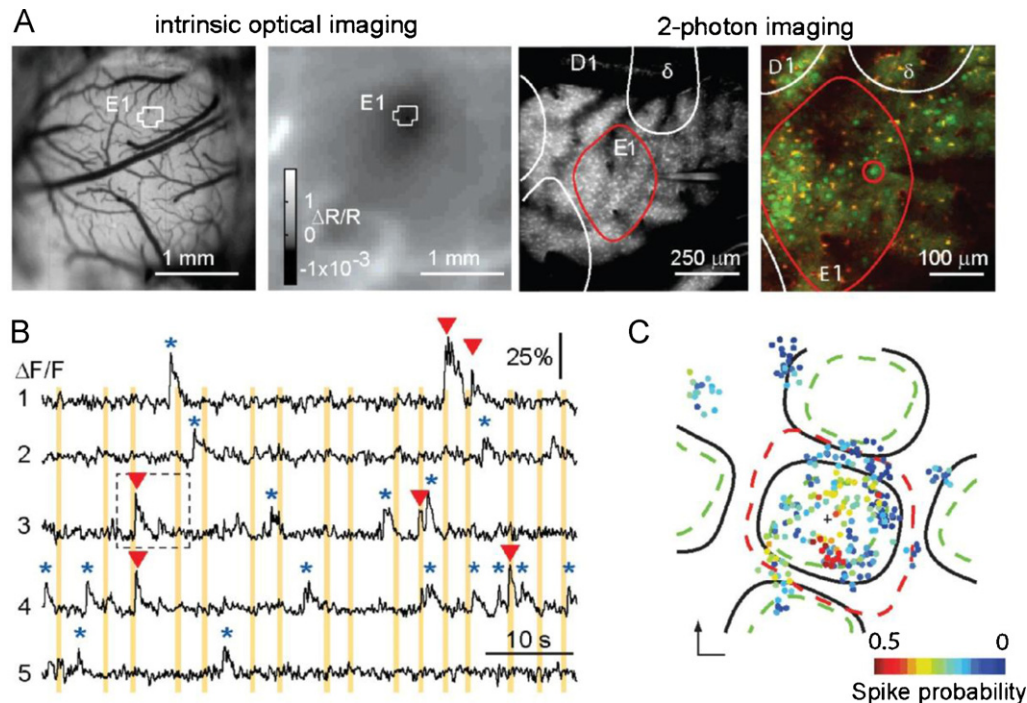 A
intrinsic optical imaging
2-photon imaging
E1
1 mm
E1
1
0
-1x10⁻³
ΔR/R
1 mm
D1
δ
E1
250 μm
D1
δ
E1
100 μm
B
ΔF/F
25%
1
*
2
* *
3
* * *
4
* * * * * * * *
5
* *
10 s
C
+
0.5 0
Spike probability